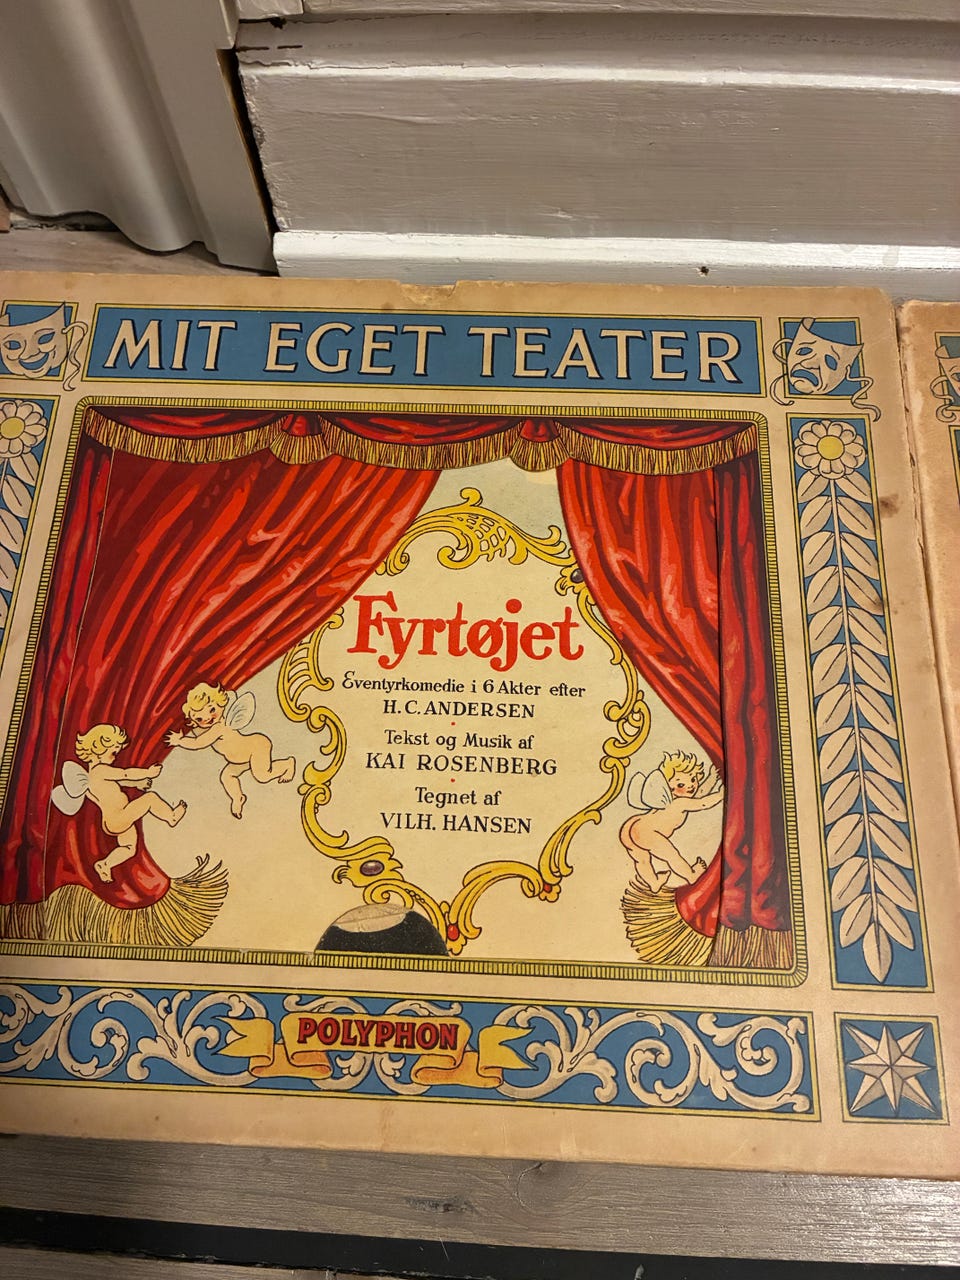 MIT EGET TEATER
Fyrtøjet
Eventyrkomedie i 6 Akter efter
H. C. ANDERSEN
Tekst og Musik af
KAI ROSENBERG
Tegnet af
VILH. HANSEN
POLYPHON